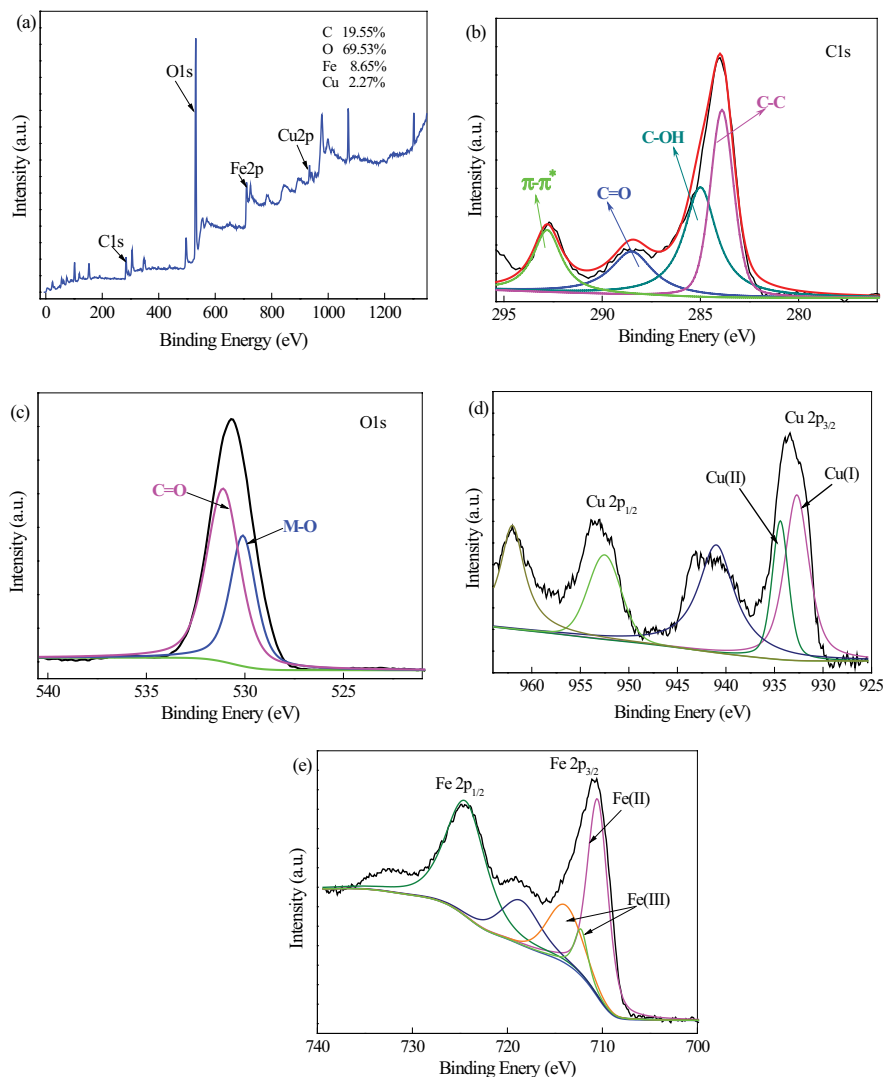 (a)
C 19.55%
O 69.53%
Fe 8.65%
Cu 2.27%
O1s
Cu2p
Fe2p
C1s
Intensity (a.u.)
0 200 400 600 800 1000 1200
Binding Energy (eV)
(b)
C1s
C-C
C-OH
C=O
π-π*
Intensity (a.u.)
295 290 285 280
Binding Enery (eV)
(c)
O1s
C=O
M-O
Intensity (a.u.)
540 535 530 525
Binding Enery (eV)
(d)
Cu 2p3/2
Cu(II)
Cu(I)
Cu 2p1/2
Intensity (a.u.)
960 955 950 945 940 935 930 925
Binding Enery (eV)
(e)
Fe 2p3/2
Fe 2p1/2
Fe(II)
Fe(III)
Intensity (a.u.)
740 730 720 710 700
Binding Enery (eV)